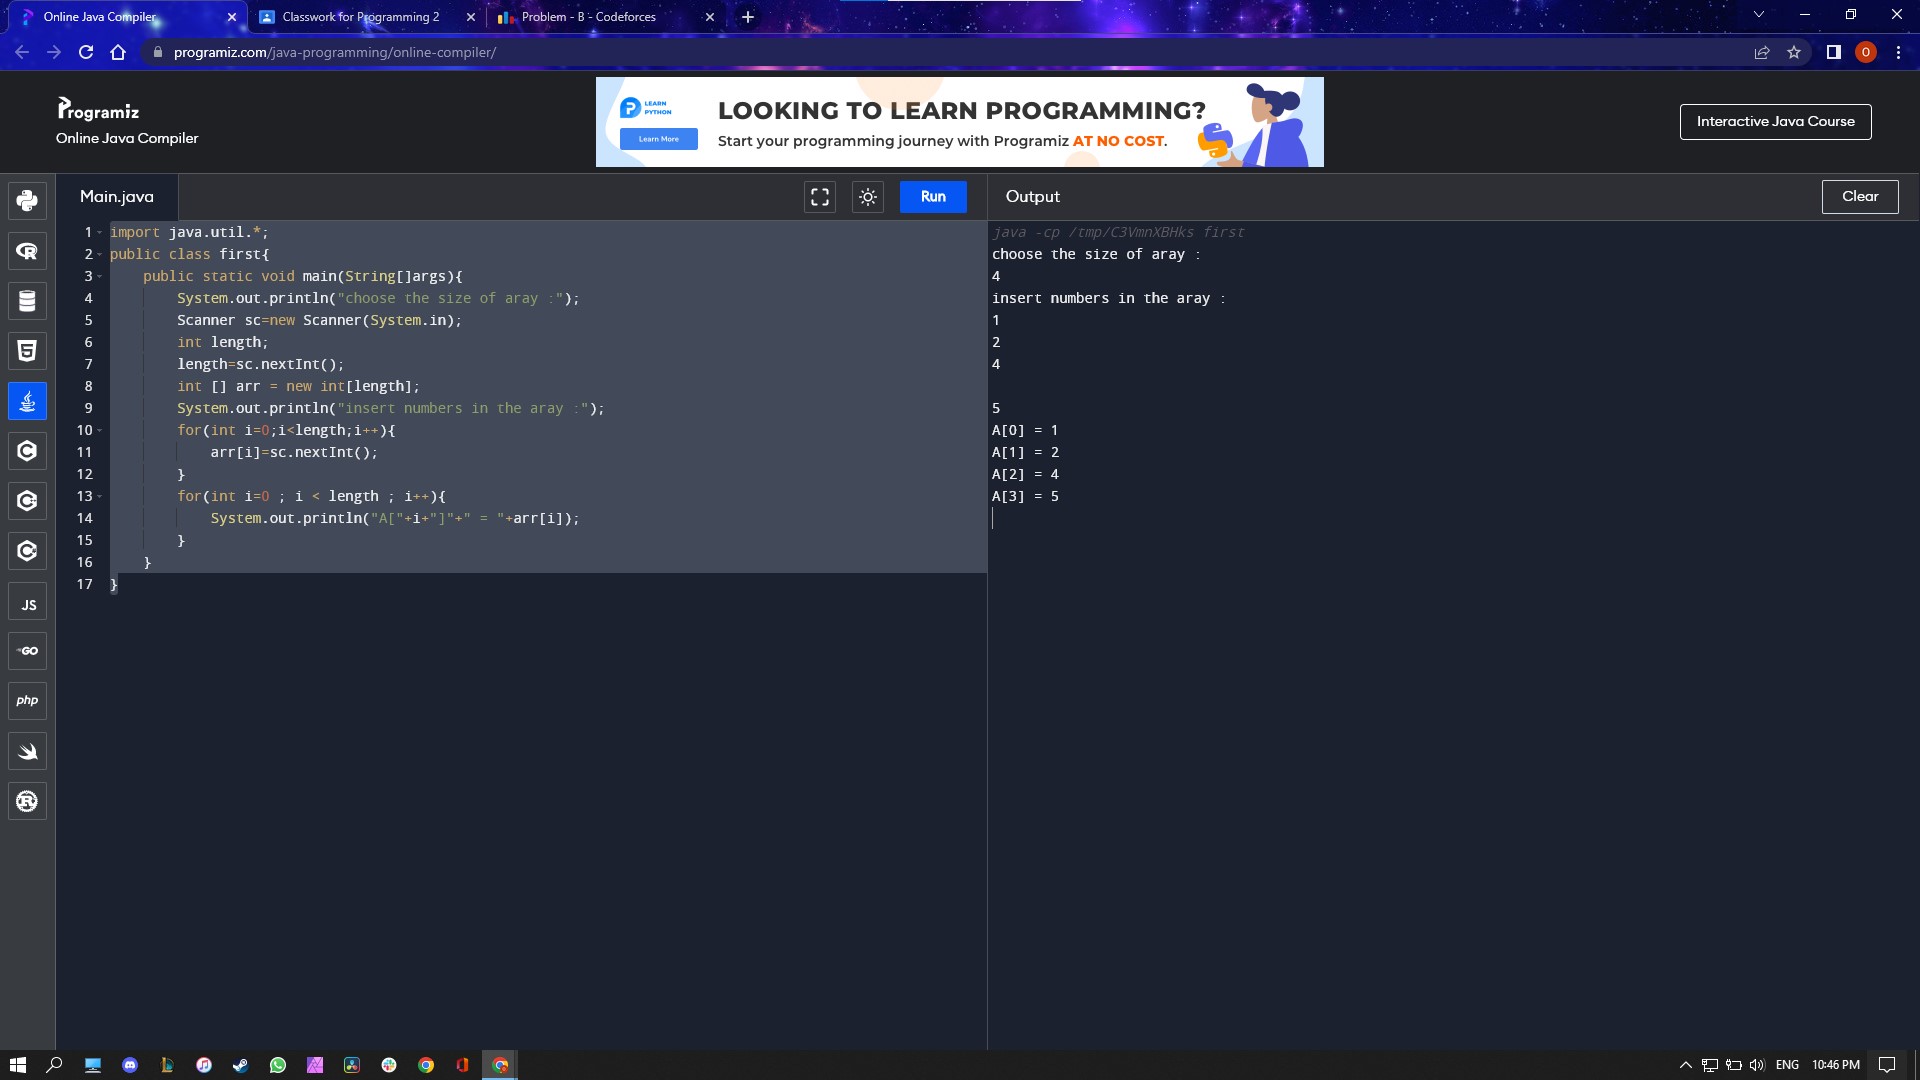 Online Java Compiler
Classwork for Programming 2
Problem - B - Codeforces
programiz.com/java-programming/online-compiler/
O
Programiz
Online Java Compiler
LEARN
PYTHON
Learn More
LOOKING TO LEARN PROGRAMMING?
Start your programming journey with Programiz AT NO COST.
Interactive Java Course
Main.java
Run
Output
Clear
1 import java.util.*;
2 public class first{
3     public static void main(String[]args){
4         System.out.println("choose the size of aray :");
5         Scanner sc=new Scanner(System.in);
6         int length;
7         length=sc.nextInt();
8         int [] arr = new int[length];
9         System.out.println("insert numbers in the aray :");
10         for(int i=0;i<length;i++){
11             arr[i]=sc.nextInt();
12         }
13         for(int i=0 ; i < length ; i++){
14             System.out.println("A["+i+"]"+" = "+arr[i]);
15         }
16     }
17 }
java -cp /tmp/C3VmnXBHks first
choose the size of aray :
4
insert numbers in the aray :
1
2
4
5
A[0] = 1
A[1] = 2
A[2] = 4
A[3] = 5
R
5
C
C
C
JS
GO
php
R
ENG
10:46 PM